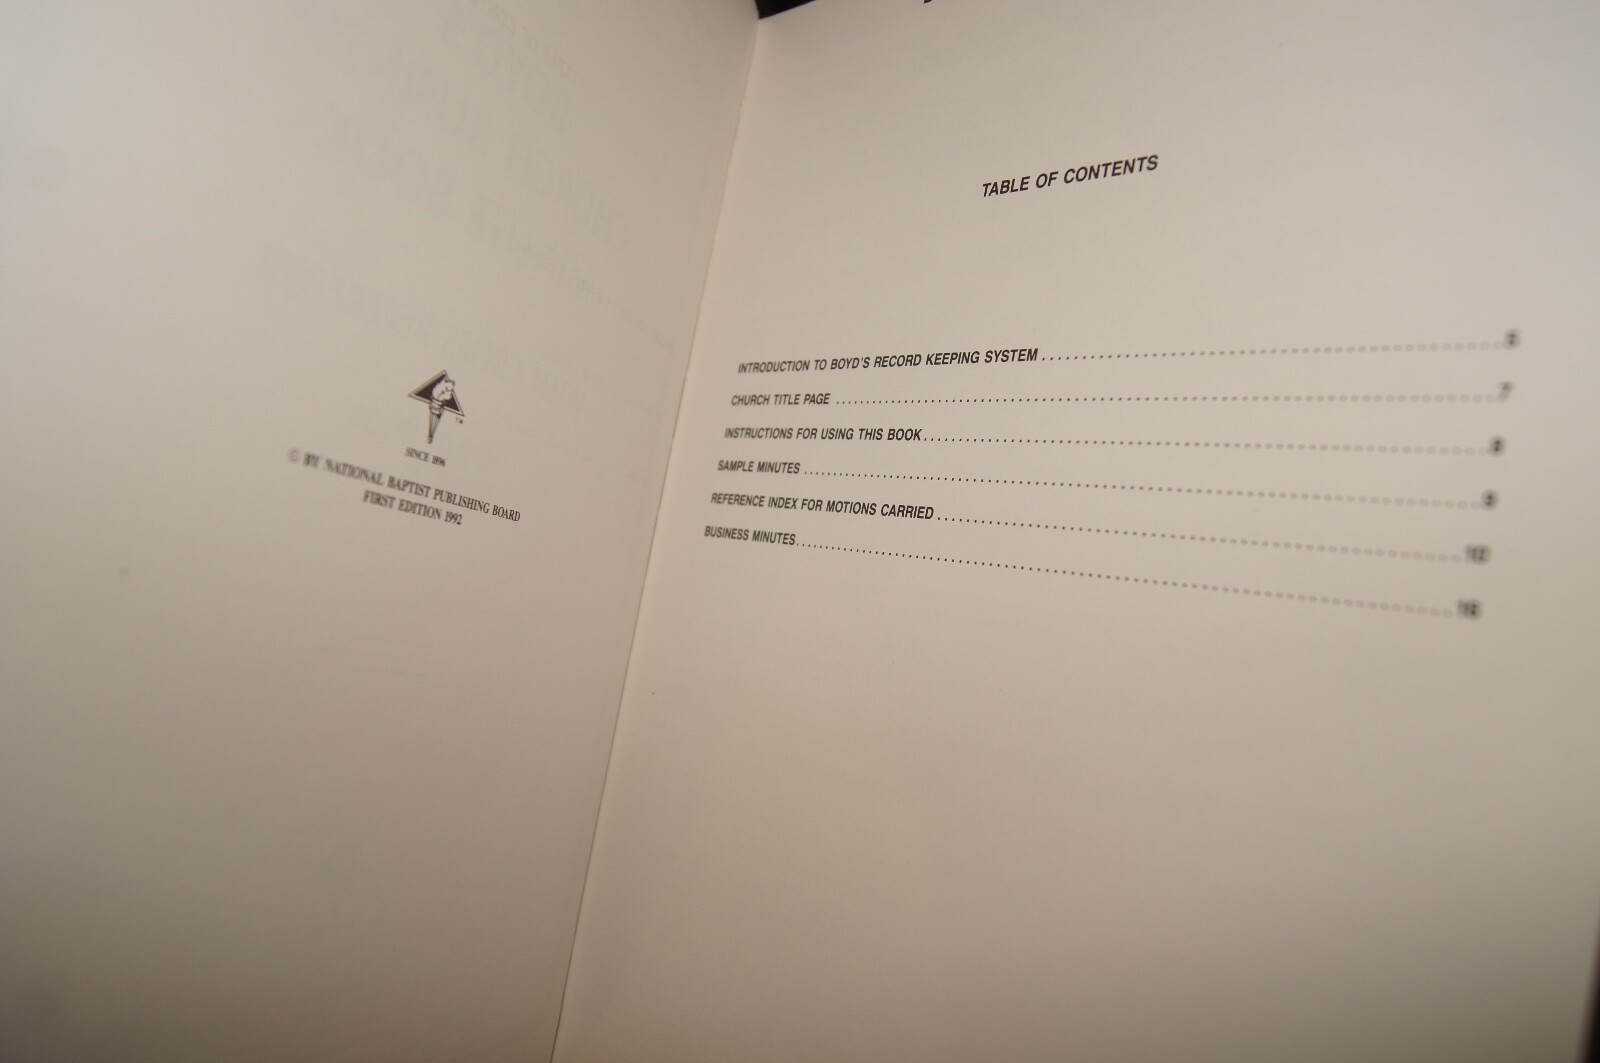 SINCE 1896
© BY NATIONAL BAPTIST PUBLISHING BOARD
FIRST EDITION 1992
TABLE OF CONTENTS
INTRODUCTION TO BOYD'S RECORD KEEPING SYSTEM
CHURCH TITLE PAGE 7
INSTRUCTIONS FOR USING THIS BOOK
SAMPLE MINUTES
REFERENCE INDEX FOR MOTIONS CARRIED
BUSINESS MINUTES